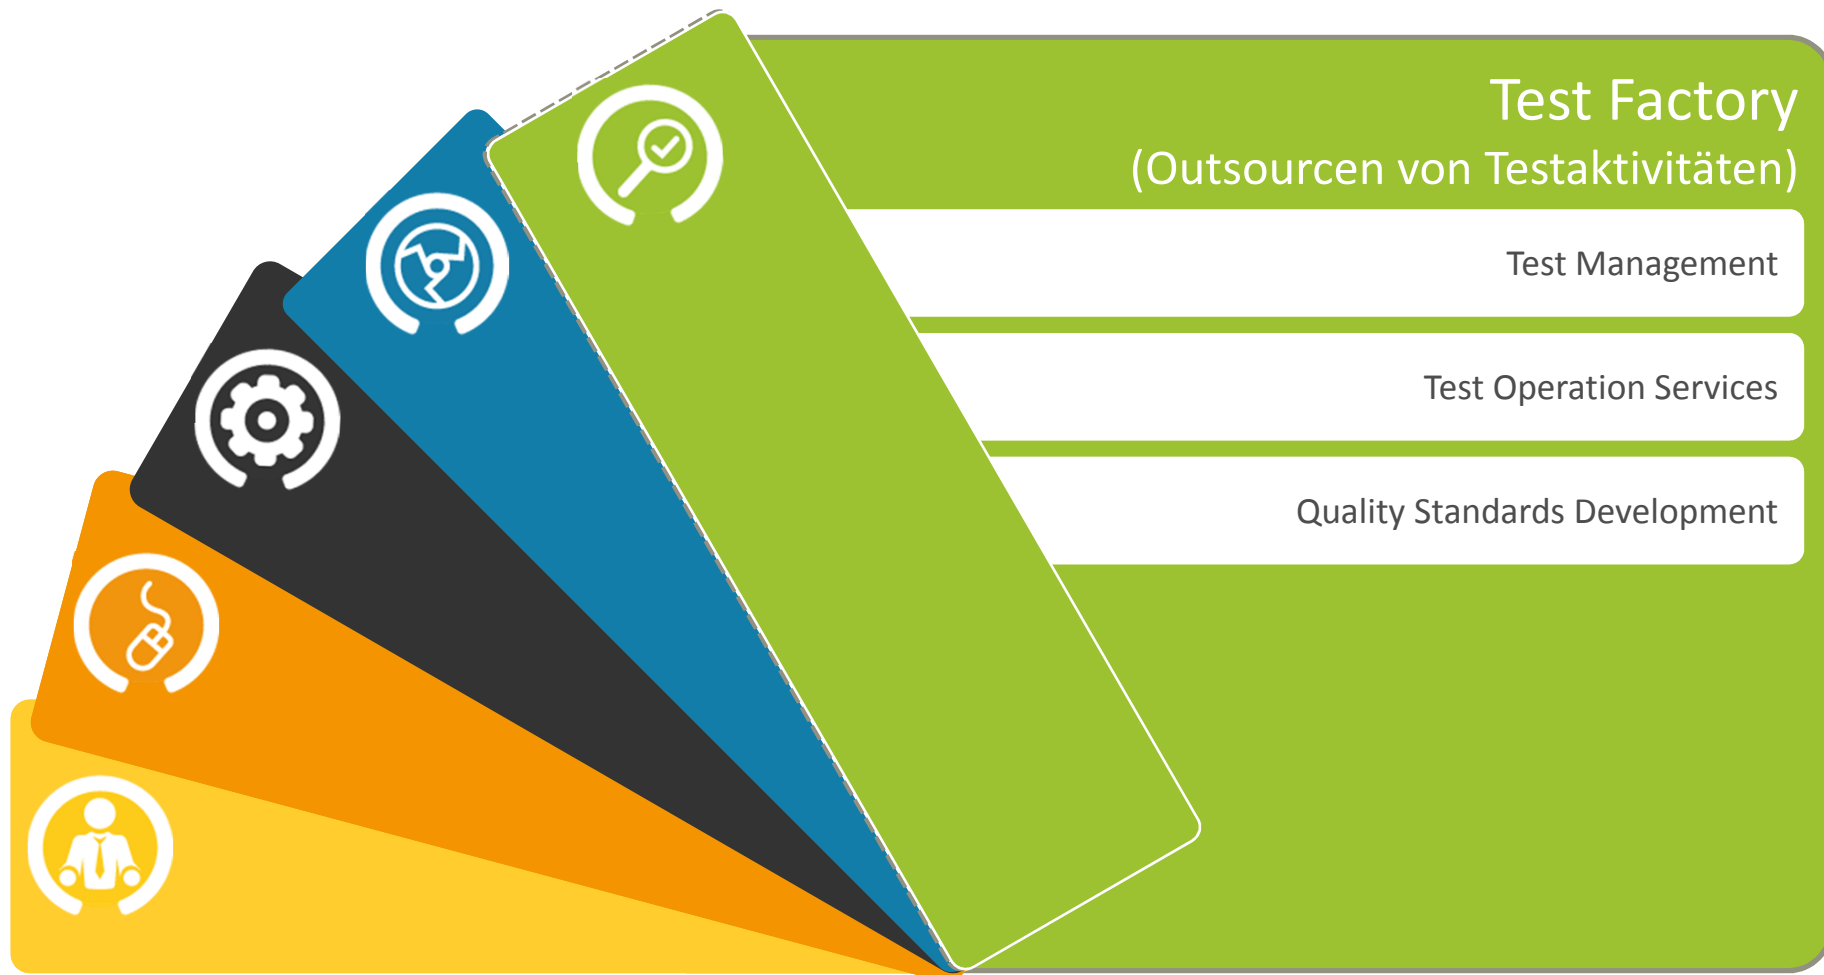 Test Factory
(Outsourcen von Testaktivitäten)
Test Management
Test Operation Services
Quality Standards Development